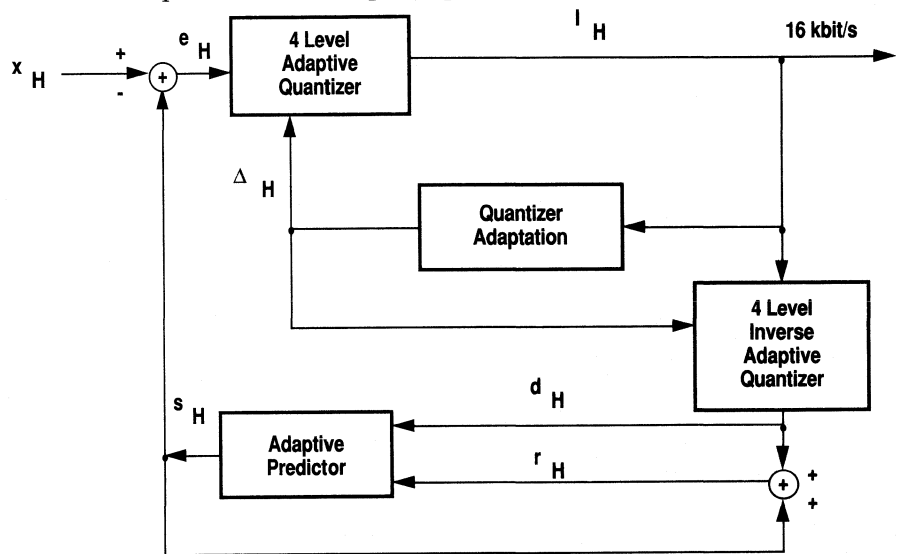 I H
16 kbit/s
x H
+
-
+
e H
4 Level
Adaptive
Quantizer
Δ H
Quantizer
Adaptation
4 Level
Inverse
Adaptive
Quantizer
s H
d H
Adaptive
Predictor
r H
+
+
+